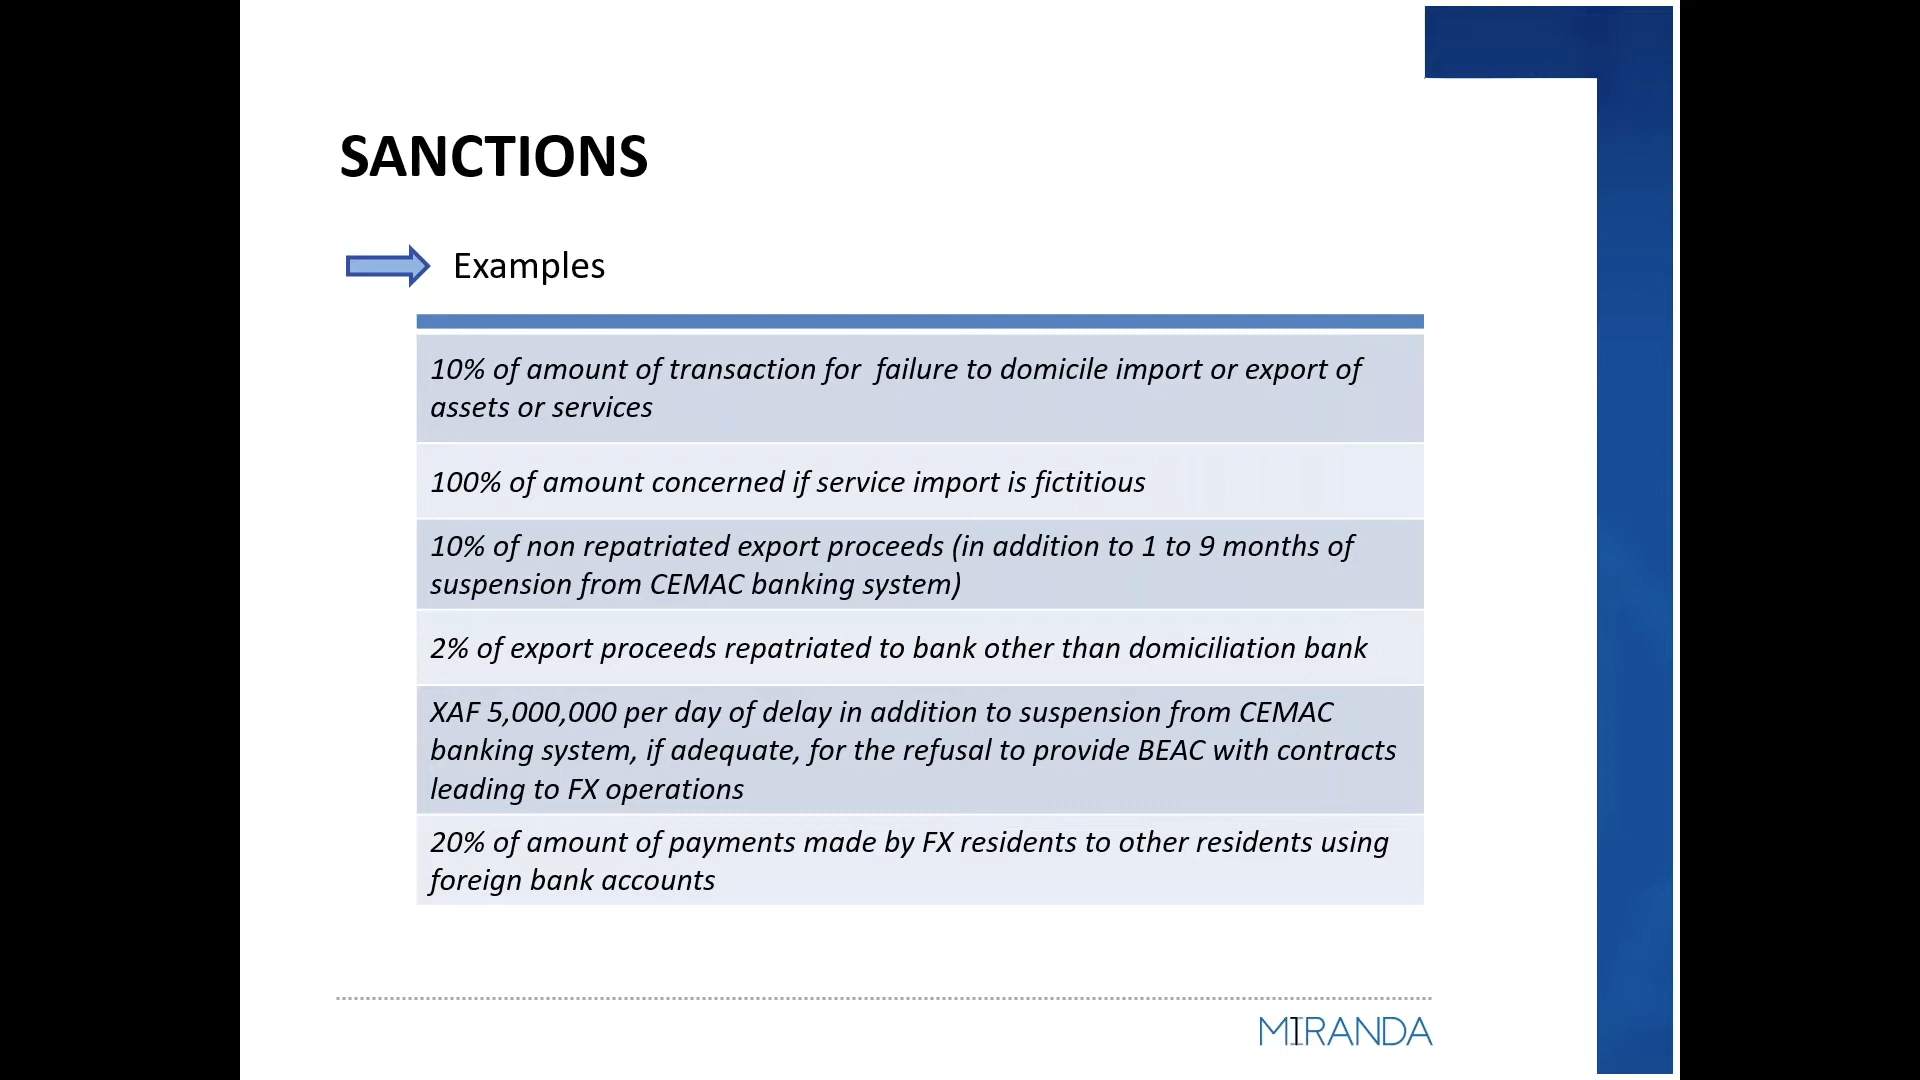 SANCTIONS
Examples
10% of amount of transaction for  failure to domicile import or export of
assets or services
100% of amount concerned if service import is fictitious
10% of non repatriated export proceeds (in addition to 1 to 9 months of
suspension from CEMAC banking system)
2% of export proceeds repatriated to bank other than domiciliation bank
XAF 5,000,000 per day of delay in addition to suspension from CEMAC
banking system, if adequate, for the refusal to provide BEAC with contracts
leading to FX operations
20% of amount of payments made by FX residents to other residents using
foreign bank accounts
MIRANDA